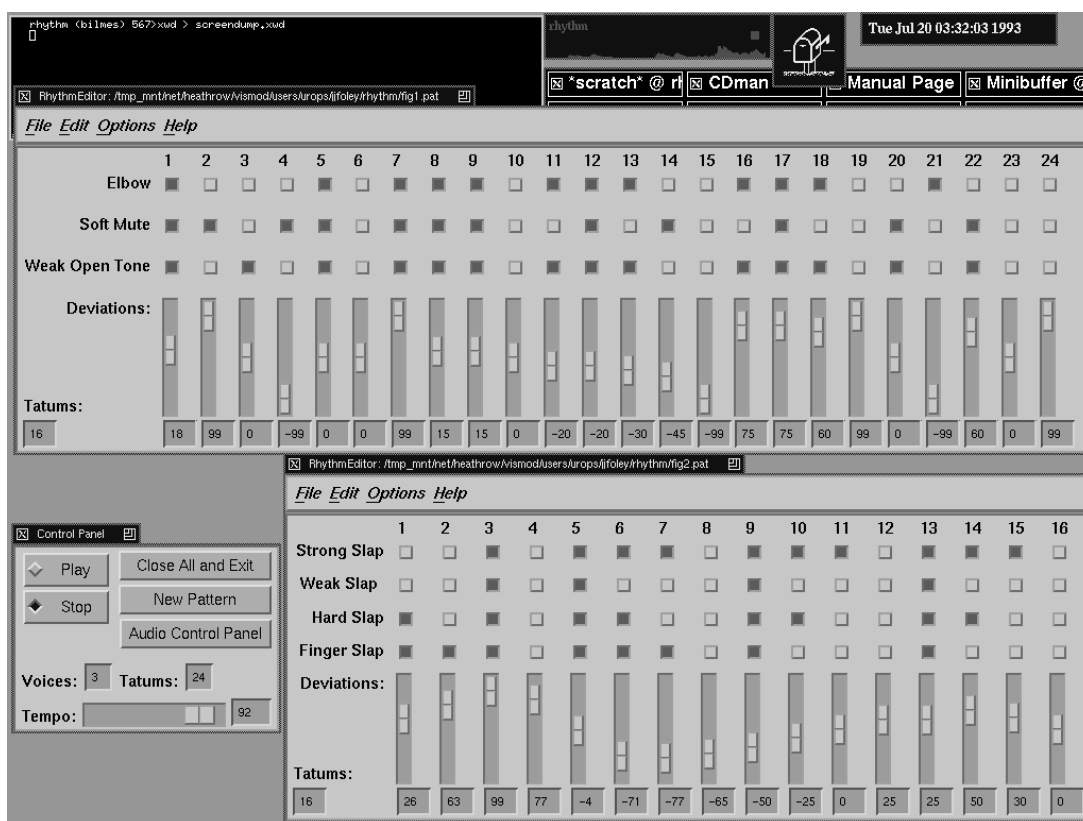 rhythm (bilmes) 567>xwd > screendump.xwd
rhythm
Tue Jul 20 03:32:03 1993
*scratch* @ rh
CDman
Manual Page
Minibuffer @
RhythmEditor: /tmp_mnt/net/heathrow/vismod/users/urops/jjfoley/rhythm/fig1.pat
File Edit Options Help
1 2 3 4 5 6 7 8 9 10 11 12 13 14 15 16 17 18 19 20 21 22 23 24
Elbow
Soft Mute
Weak Open Tone
Deviations:
Tatums:
16 18 99 0 -99 0 0 99 15 15 0 -20 -20 -30 -45 -99 75 75 60 99 0 -99 60 0 99
RhythmEditor: /tmp_mnt/net/heathrow/vismod/users/urops/jjfoley/rhythm/fig2.pat
File Edit Options Help
1 2 3 4 5 6 7 8 9 10 11 12 13 14 15 16
Strong Slap
Weak Slap
Hard Slap
Finger Slap
Deviations:
Tatums:
16 26 63 99 77 -4 -71 -77 -65 -50 -25 0 25 25 50 30 0
Control Panel
Play
Close All and Exit
Stop
New Pattern
Audio Control Panel
Voices: 3 Tatums: 24
Tempo: 92